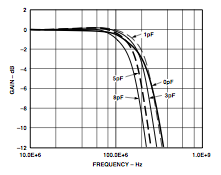 2
0
-2
-4
-6
-8
-10
-12
GAIN – dB
1pF
5pF
0pF
3pF
8pF
10.0E+6
100.0E+6
1.0E+9
FREQUENCY – Hz